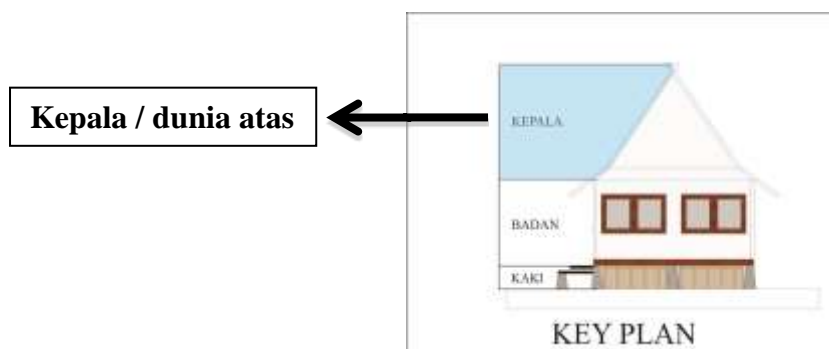 Kepala / dunia atas
KEPALA
BADAN
KAKI
KEY PLAN